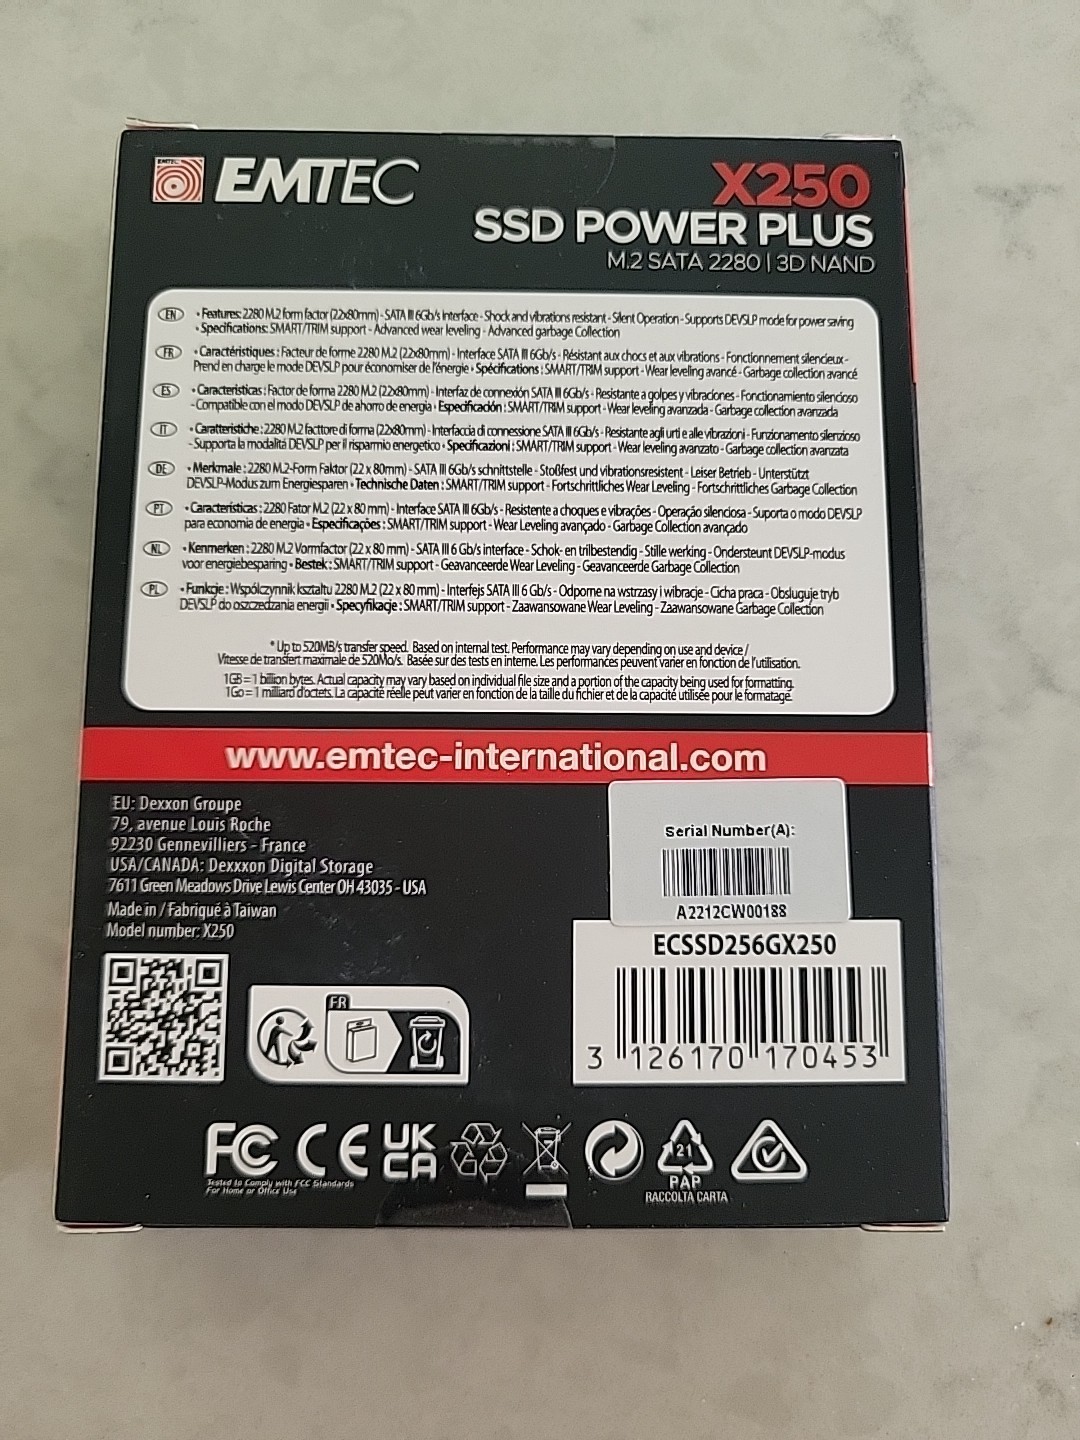 EMTEC
EMTEC
X250
SSD POWER PLUS
M.2 SATA 2280 | 3D NAND
EN • Features: 2280 M.2 form factor (22x80mm) - SATA III 6Gb/s interface - Shock and vibrations resistant - Silent Operation - Supports DEVSLP mode for power saving
• Specifications: SMART/TRIM support - Advanced wear leveling - Advanced garbage Collection
FR • Caractéristiques : Facteur de forme 2280 M.2 (22x80mm) - Interface SATA III 6Gb/s - Résistant aux chocs et aux vibrations - Fonctionnement silencieux -
Prend en charge le mode DEVSLP pour économiser de l'énergie • Spécifications : SMART/TRIM support - Wear leveling avancé - Garbage collection avancé
ES • Caracteristicas : Factor de forma 2280 M.2 (22x80mm) - Interfaz de connexión SATA III 6Gb/s - Resistante a golpes y vibraciones - Fonctionamiento silencioso
- Compatible con el modo DEVSLP de ahorro de energia • Especificación : SMART/TRIM support - Wear leveling avanzada - Garbage collection avanzada
IT • Caratteristiche : 2280 M.2 facttore di forma (22x80mm) - Interfaccia di connessione SATA III 6Gb/s - Resistante agli urti e alle vibrazioni - Funzionamento silenzioso
- Supporta la modalità DEVSLP per il risparmio energetico • Specificazioni : SMART/TRIM support - Wear leveling avanzato - Garbage collection avanzata
DE • Merkmale : 2280 M.2-Form Faktor (22 x 80mm) - SATA III 6Gb/s schnittstelle - Stoßfest und vibrationsresistent - Leiser Betrieb - Unterstützt
DEVSLP-Modus zum Energiesparen • Technische Daten : SMART/TRIM support - Fortschrittliches Wear Leveling - Fortschrittliches Garbage Collection
PT • Características : 2280 Fator M.2 (22 x 80 mm) - Interface SATA III 6Gb/s - Resistente a choques e vibrações - Operação silenciosa - Suporta o modo DEVSLP
para economia de energia • Especificações : SMART/TRIM support - Wear Leveling avançado - Garbage Collection avançado
NL • Kenmerken : 2280 M.2 Vormfactor (22 x 80 mm) - SATA III 6 Gb/s interface - Schok- en trilbestendig - Stille werking - Ondersteunt DEVSLP-modus
voor energiebesparing • Bestek : SMART/TRIM support - Geavanceerde Wear Leveling - Geavanceerde Garbage Collection
PL • Funkcje : Współczynnik kształtu 2280 M.2 (22 x 80 mm) - Interfejs SATA III 6 Gb/s - Odporne na wstrzasy i wibracje - Cicha praca - Obsluguje tryb
DEVSLP do oszczedzania energii • Specyfikacje : SMART/TRIM support - Zaawansowane Wear Leveling - Zaawansowane Garbage Collection
* Up to 520MB/s transfer speed. Based on internal test. Performance may vary depending on use and device /
Vitesse de transfert maximale de 520Mo/s. Basée sur des tests en interne. Les performances peuvent varier en fonction de l'utilisation.
1GB = 1 billion bytes. Actual capacity may vary based on individual file size and a portion of the capacity being used for formatting.
1Go = 1 milliard d'octets. La capacité réelle peut varier en fonction de la taille du fichier et de la capacité utilisée pour le formatage.
www.emtec-international.com
EU: Dexxon Groupe
79, avenue Louis Roche
92230 Gennevilliers - France
USA/CANADA: Dexxxon Digital Storage
7611 Green Meadows Drive Lewis Center OH 43035 - USA
Made in / Fabriqué à Taiwan
Model number: X250
Serial Number(A):
A2212CW00188
ECSSD256GX250
3 126170 170453
FR
FC CE UK CA
Tested to Comply with FCC Standards
For Home or Office Use
21
PAP
RACCOLTA CARTA